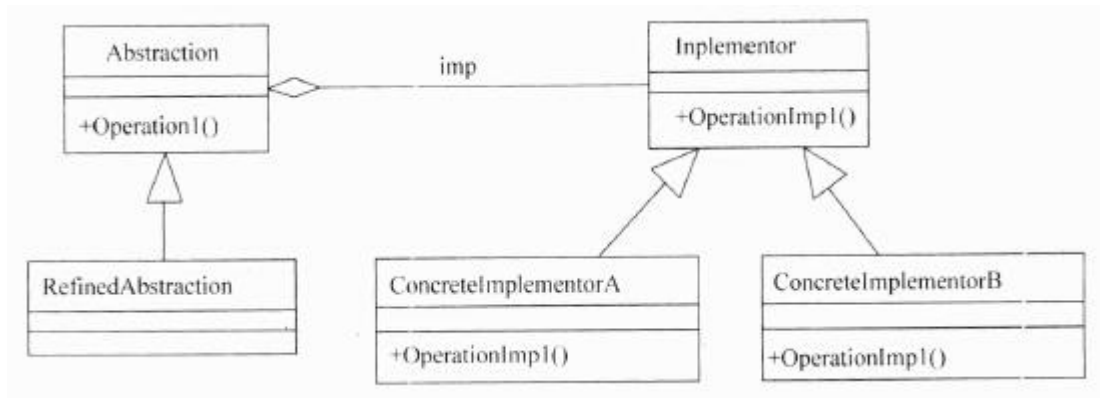 Abstraction
+Operation1()
imp
Inplementor
+OperationImp1()
RefinedAbstraction
ConcreteImplementorA
+OperationImp1()
ConcreteImplementorB
+OperationImp1()